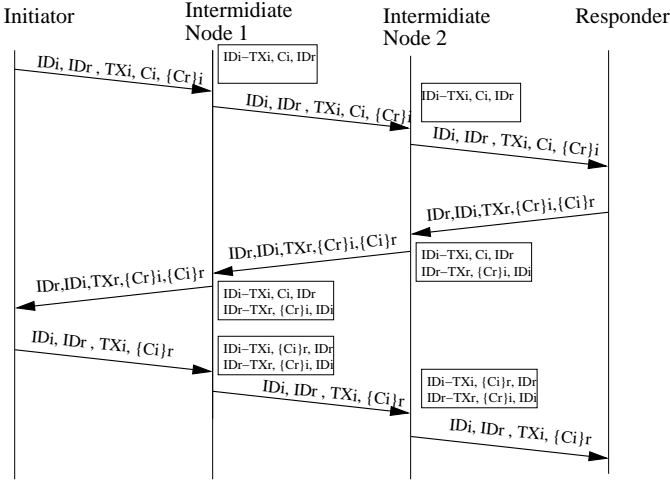 Initiator
Intermidiate
Node 1
Intermidiate
Node 2
Responder
IDi, IDr , TXi, Ci, {Cr}i
IDi–TXi, Ci, IDr
IDi, IDr , TXi, Ci, {Cr}i
IDi–TXi, Ci, IDr
IDi, IDr , TXi, Ci, {Cr}i
IDr,IDi,TXr,{Cr}i,{Ci}r
IDr,IDi,TXr,{Cr}i,{Ci}r
IDi–TXi, Ci, IDr
IDr–TXr, {Cr}i, IDi
IDr,IDi,TXr,{Cr}i,{Ci}r
IDi–TXi, Ci, IDr
IDr–TXr, {Cr}i, IDi
IDi, IDr , TXi, {Ci}r
IDi–TXi, {Ci}r, IDr
IDr–TXr, {Cr}i, IDi
IDi, IDr , TXi, {Ci}r
IDi–TXi, {Ci}r, IDr
IDr–TXr, {Cr}i, IDi
IDi, IDr , TXi, {Ci}r